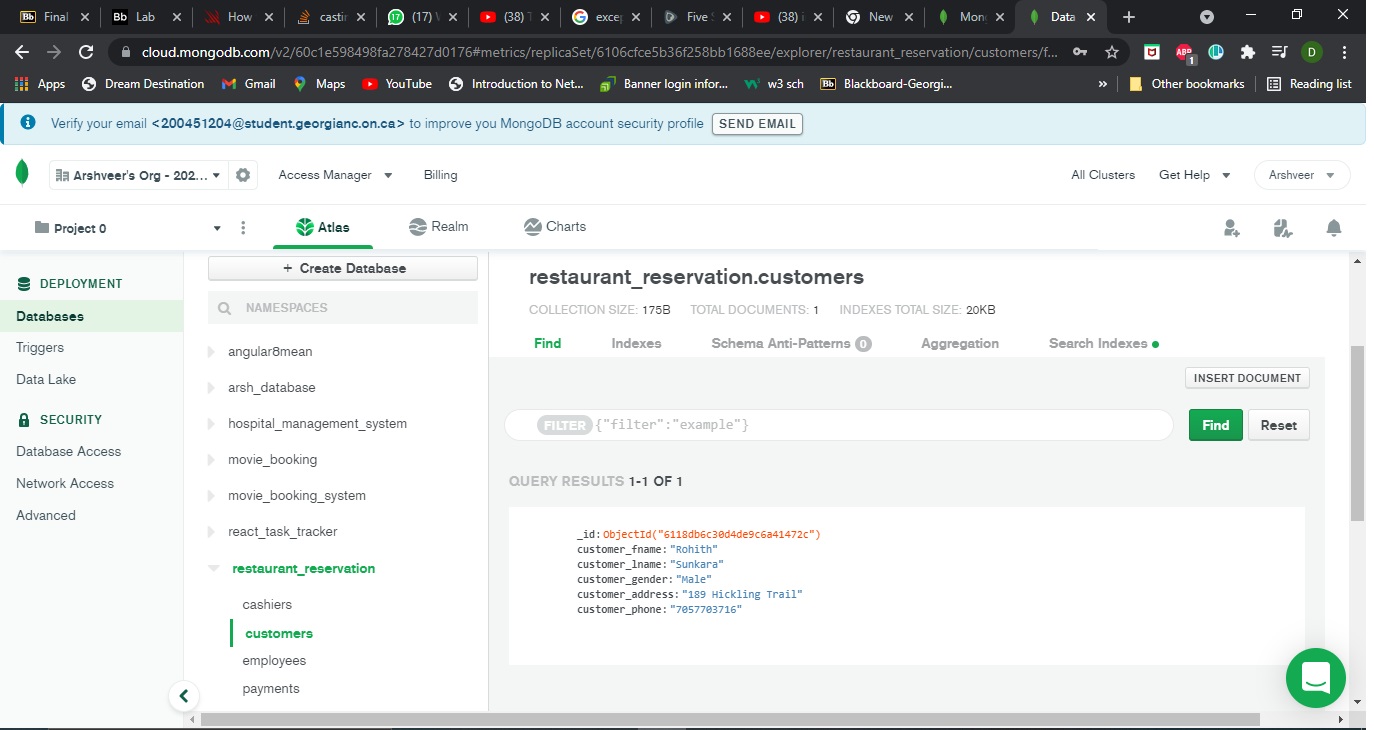 Final
Lab
How
castir
(17)
(38) T
excep
Five S
(38) i
New
Mon
Data
cloud.mongodb.com/v2/60c1e598498fa278427d0176#metrics/replicaSet/6106cfce5b36f258bb1688ee/explorer/restaurant_reservation/customers/f...
Apps Dream Destination Gmail Maps YouTube Introduction to Net... Banner login infor... w3 sch Blackboard-Georgi... » Other bookmarks Reading list
Verify your email <200451204@student.georgianc.on.ca> to improve you MongoDB account security profile SEND EMAIL
Arshveer's Org - 202... Access Manager Billing All Clusters Get Help Arshveer
Project 0 Atlas Realm Charts
DEPLOYMENT
Databases
Triggers
Data Lake
SECURITY
Database Access
Network Access
Advanced
+ Create Database
NAMESPACES
angular8mean
arsh_database
hospital_management_system
movie_booking
movie_booking_system
react_task_tracker
restaurant_reservation
cashiers
customers
employees
payments
restaurant_reservation.customers
COLLECTION SIZE: 175B TOTAL DOCUMENTS: 1 INDEXES TOTAL SIZE: 20KB
Find Indexes Schema Anti-Patterns 0 Aggregation Search Indexes
INSERT DOCUMENT
FILTER {"filter":"example"} Find Reset
QUERY RESULTS 1-1 OF 1
_id: ObjectId("6118db6c30d4de9c6a41472c")
customer_fname: "Rohith"
customer_lname: "Sunkara"
customer_gender: "Male"
customer_address: "189 Hickling Trail"
customer_phone: "7057703716"